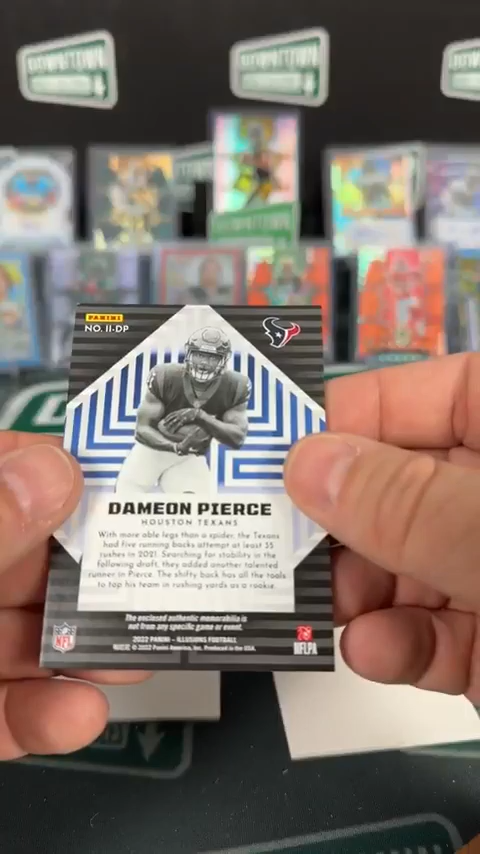 DOWNTOWN
DOWNTOWN
PANINI
NO. II-DP
DAMEON PIERCE
HOUSTON TEXANS
With more able legs than a spider, the Texans
had five running backs attempt at least 35
rushes in 2021. Searching for stability in the
following draft, they added another talented
runner in Pierce. The shifty back has all the tools
to top his team in rushing yards as a rookie.
The enclosed authentic memorabilia is
not from any specific game or event.
2022 PANINI – ILLUSIONS FOOTBALL
© 2022 Panini America, Inc. Produced in the USA.
NFL
NFLPA